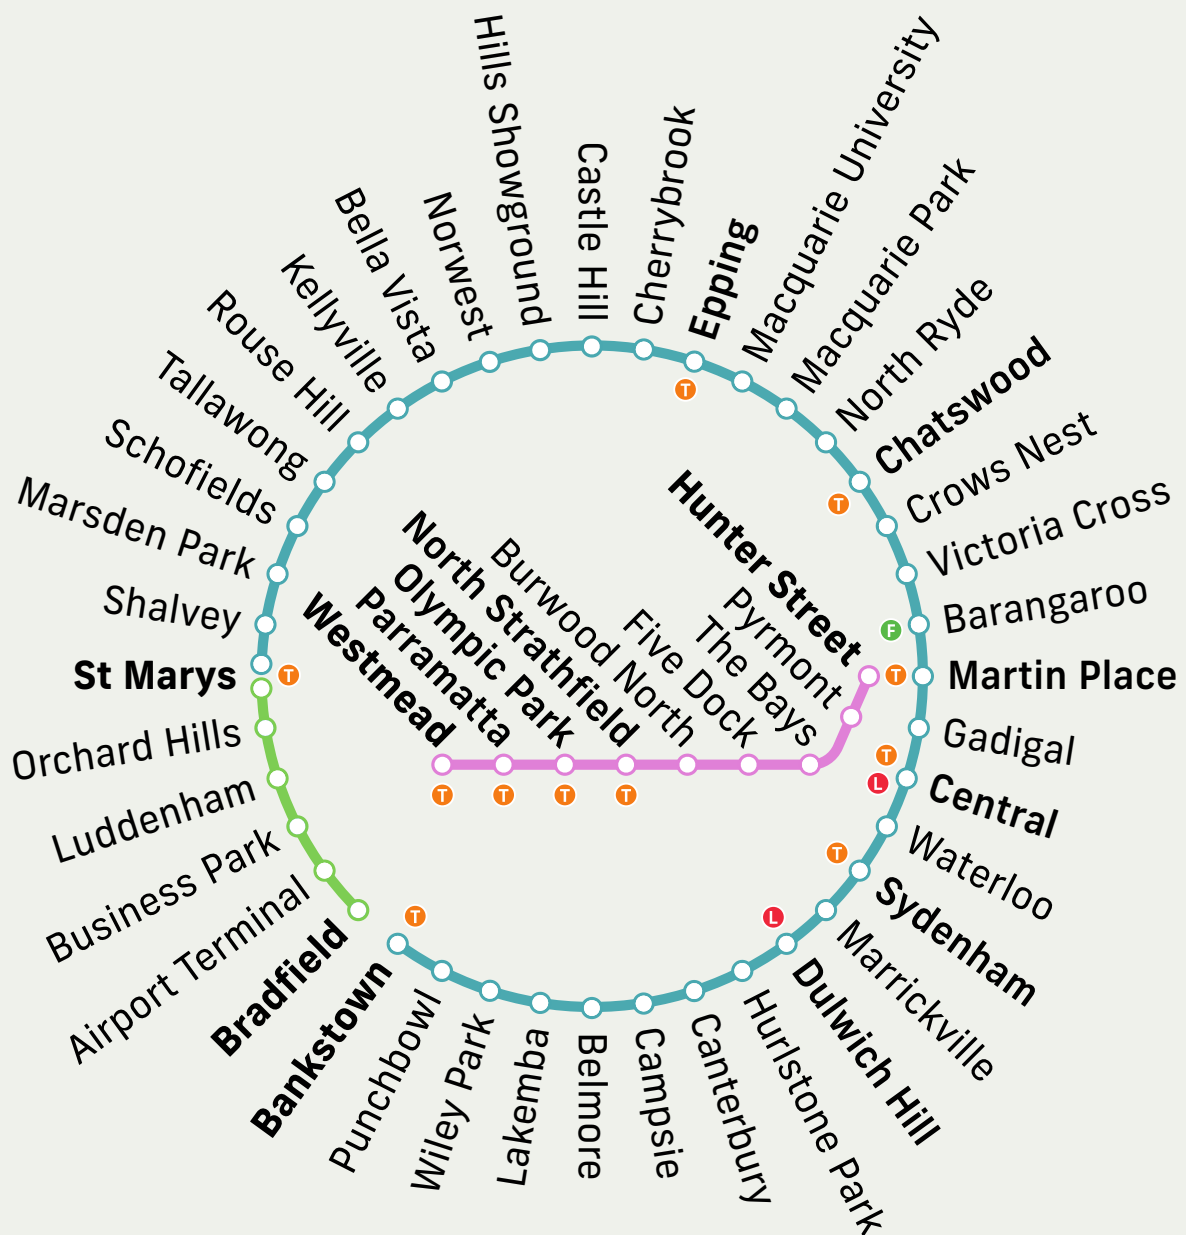 Hills Showground
Castle Hill
Cherrybrook
Epping
T
Macquarie University
Macquarie Park
North Ryde
Chatswood
T
Crows Nest
Victoria Cross
Barangaroo
F
Martin Place
T
Gadigal
Central
T
L
Waterloo
Sydenham
T
Marrickville
Dulwich Hill
L
Hurlstone Park
Canterbury
Campsie
Belmore
Lakemba
Wiley Park
Punchbowl
Bankstown
T
Bradfield
Airport Terminal
Business Park
Luddenham
Orchard Hills
St Marys
T
Shalvey
Marsden Park
Schofields
Tallawong
Rouse Hill
Kellyville
Bella Vista
Norwest
Westmead
T
Parramatta
T
Olympic Park
T
North Strathfield
T
Burwood North
Five Dock
The Bays
Pyrmont
Hunter Street